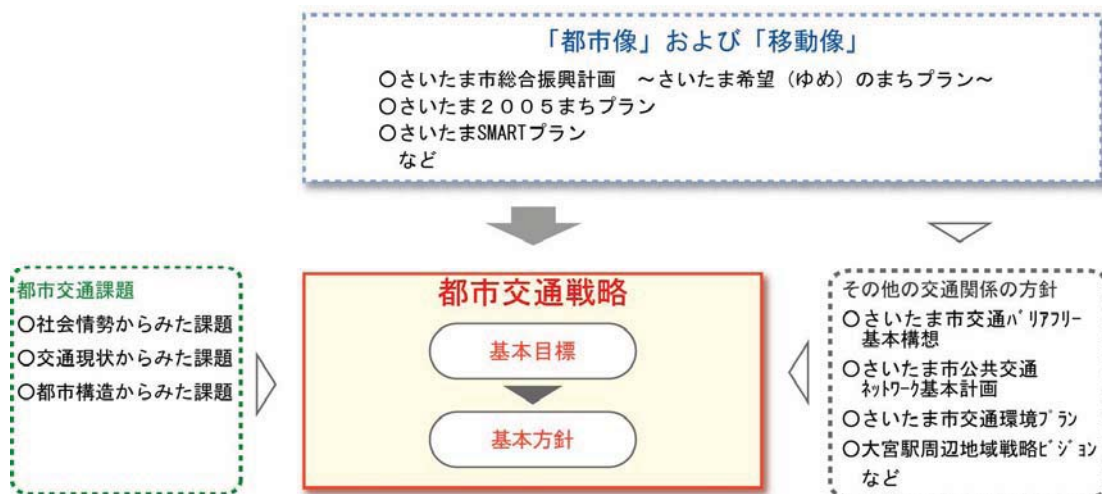 「都市像」および「移動像」
○さいたま市総合振興計画　～さいたま希望（ゆめ）のまちプラン～
○さいたま２００５まちプラン
○さいたまSMARTプラン
など
都市交通課題
○社会情勢からみた課題
○交通現状からみた課題
○都市構造からみた課題
都市交通戦略
基本目標
基本方針
その他の交通関係の方針
○さいたま市交通ﾊﾞﾘｱﾌﾘｰ
基本構想
○さいたま市公共交通
ﾈｯﾄﾜｰｸ基本計画
○さいたま市交通環境ﾌﾟﾗﾝ
○大宮駅周辺地域戦略ﾋﾞｼﾞｮﾝ
など